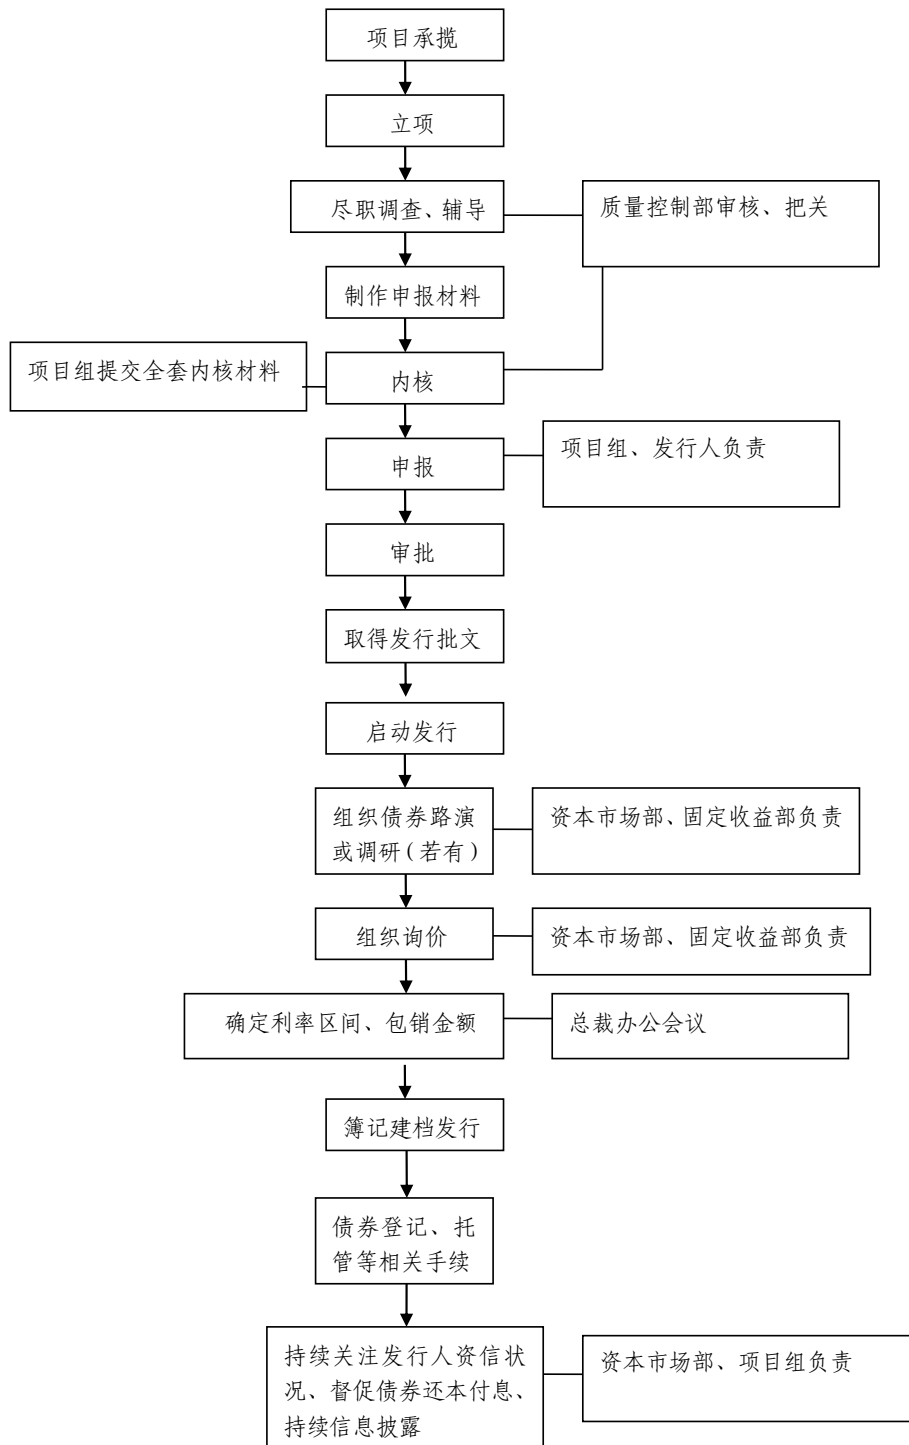 项目承揽
立项
尽职调查、辅导
质量控制部审核、把关
制作申报材料
项目组提交全套内核材料
内核
申报
项目组、发行人负责
审批
取得发行批文
启动发行
组织债券路演
或调研(若有)
资本市场部、固定收益部负责
组织询价
资本市场部、固定收益部负责
确定利率区间、包销金额
总裁办公会议
簿记建档发行
债券登记、托
管等相关手续
持续关注发行人资信状
况、督促债券还本付息、
持续信息披露
资本市场部、项目组负责